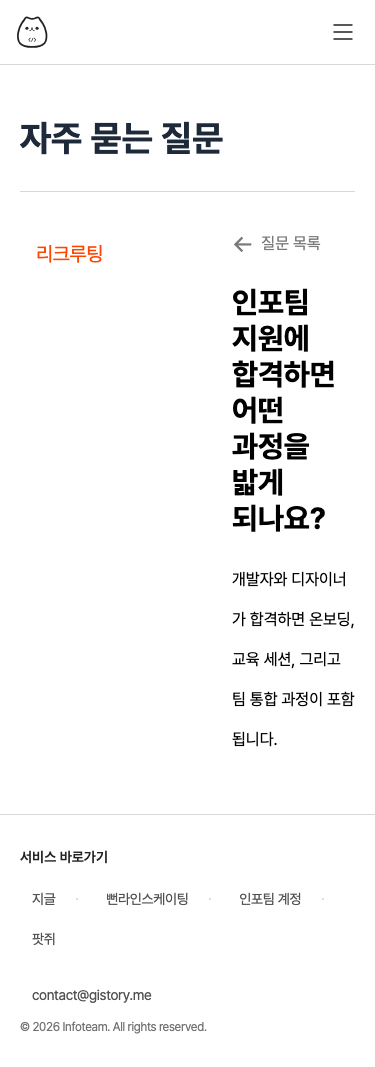 자주 묻는 질문
리크루팅
질문 목록
인포팀
지원에
합격하면
어떤
과정을
밟게
되나요?
개발자와 디자이너
가 합격하면 온보딩,
교육 세션, 그리고
팀 통합 과정이 포함
됩니다.
서비스 바로가기
지글 · 뻔라인스케이팅 · 인포팀 계정 ·
팟쥐
contact@gistory.me
© 2026 Infoteam. All rights reserved.